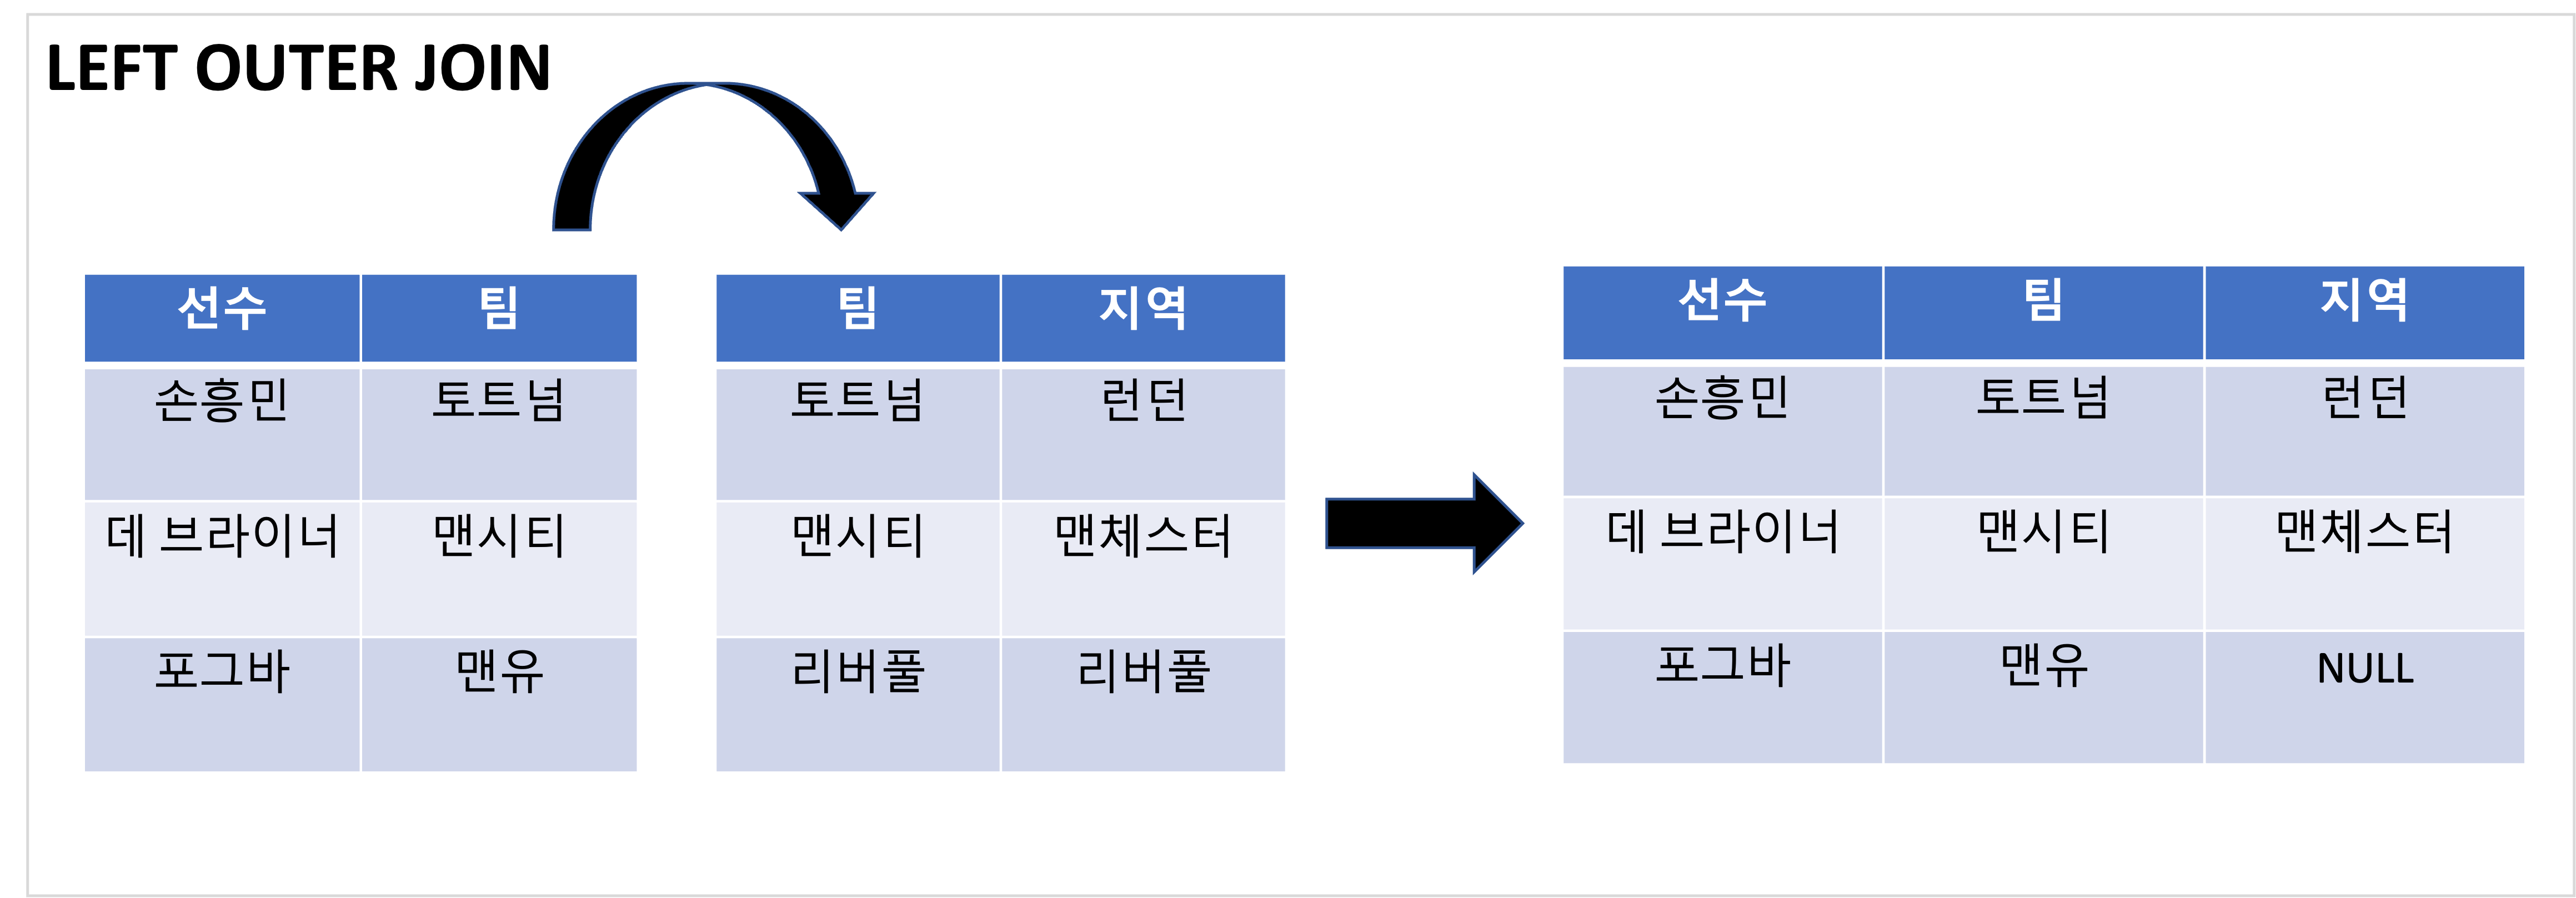 LEFT OUTER JOIN
선수 팀
손흥민 토트넘
데 브라이너 맨시티
포그바 맨유
팀 지역
토트넘 런던
맨시티 맨체스터
리버풀 리버풀
선수 팀 지역
손흥민 토트넘 런던
데 브라이너 맨시티 맨체스터
포그바 맨유 NULL